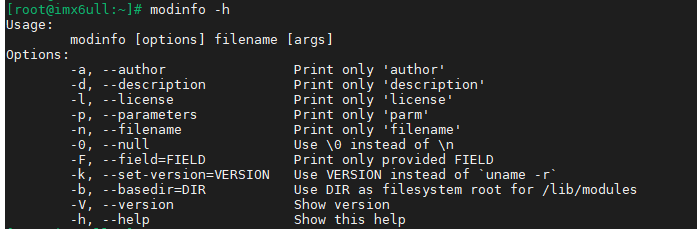 [root@imx6ull:~]# modinfo -h
Usage:
        modinfo [options] filename [args]
Options:
        -a, --author                Print only 'author'
        -d, --description           Print only 'description'
        -l, --license               Print only 'license'
        -p, --parameters            Print only 'parm'
        -n, --filename              Print only 'filename'
        -0, --null                  Use \0 instead of \n
        -F, --field=FIELD           Print only provided FIELD
        -k, --set-version=VERSION   Use VERSION instead of `uname -r`
        -b, --basedir=DIR           Use DIR as filesystem root for /lib/modules
        -V, --version               Show version
        -h, --help                  Show this help